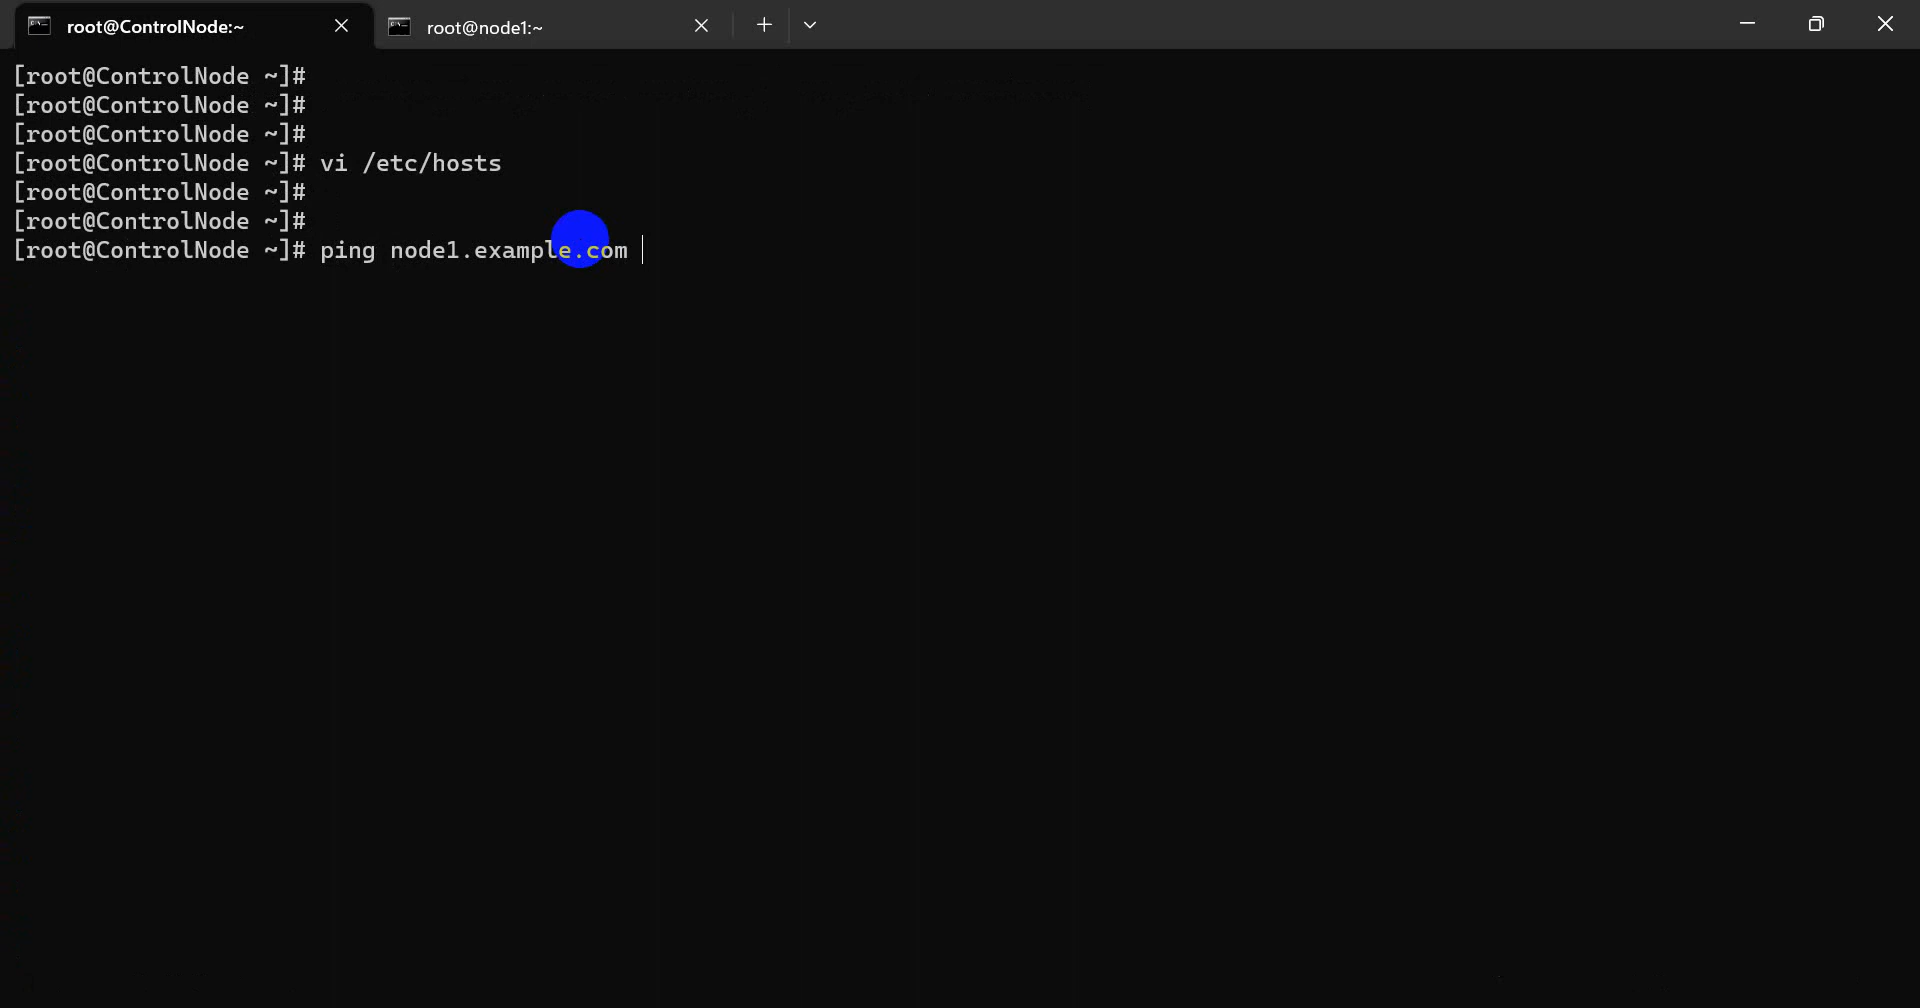 root@ControlNode:~
root@node1:~
[root@ControlNode ~]#
[root@ControlNode ~]#
[root@ControlNode ~]#
[root@ControlNode ~]# vi /etc/hosts
[root@ControlNode ~]#
[root@ControlNode ~]#
[root@ControlNode ~]# ping node1.example.com